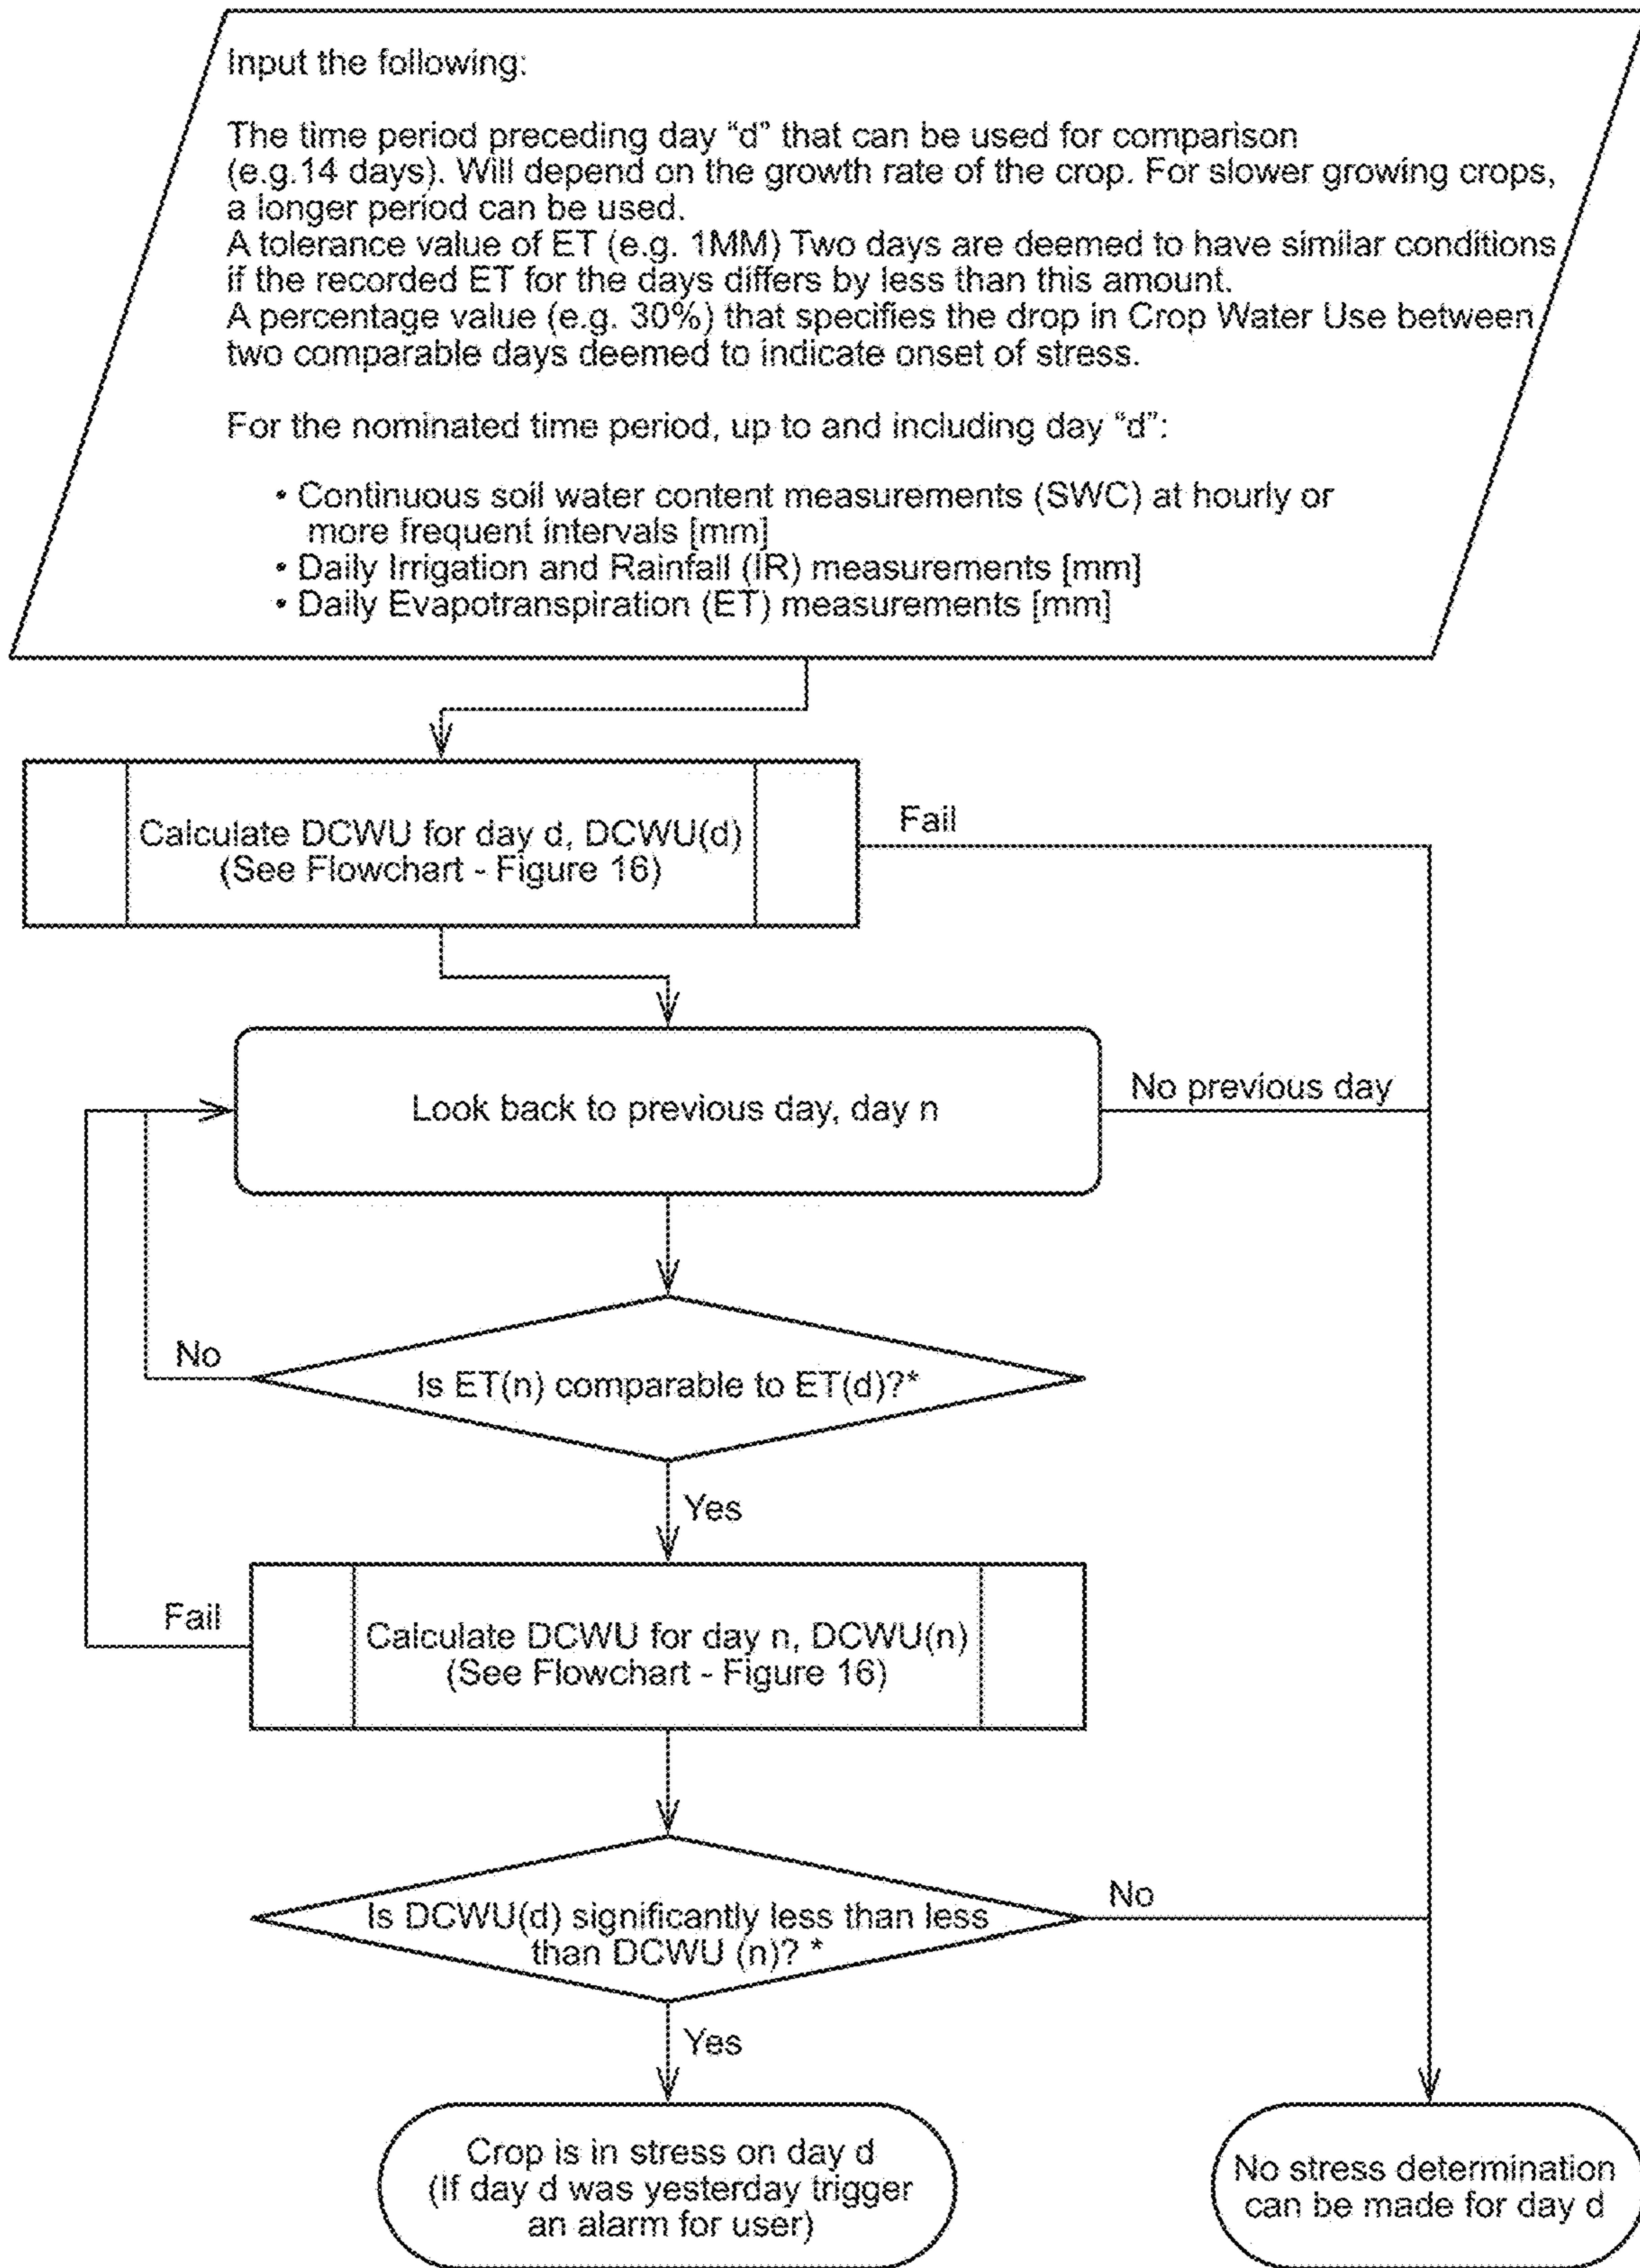 Input the following:
The time period preceding day “d” that can be used for comparison
(e.g.14 days). Will depend on the growth rate of the crop. For slower growing crops,
a longer period can be used.
A tolerance value of ET (e.g. 1MM) Two days are deemed to have similar conditions
if the recorded ET for the days differs by less than this amount.
A percentage value (e.g. 30%) that specifies the drop in Crop Water Use between
two comparable days deemed to indicate onset of stress.
For the nominated time period, up to and including day “d”:
• Continuous soil water content measurements (SWC) at hourly or
more frequent intervals [mm]
• Daily Irrigation and Rainfall (IR) measurements [mm]
• Daily Evapotranspiration (ET) measurements [mm]
Calculate DCWU for day d, DCWU(d)
(See Flowchart - Figure 16)
Fail
Look back to previous day, day n
No previous day
No
Is ET(n) comparable to ET(d)?*
Yes
Fail
Calculate DCWU for day n, DCWU(n)
(See Flowchart - Figure 16)
Is DCWU(d) significantly less than less
than DCWU (n)? *
No
Yes
Crop is in stress on day d
(If day d was yesterday trigger
an alarm for user)
No stress determination
can be made for day d